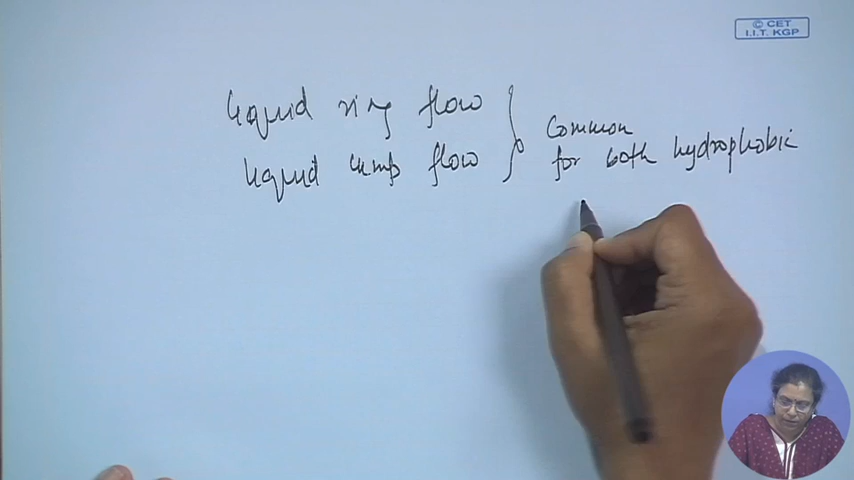 © CET
I.I.T. KGP
liquid ring flow
liquid lump flow
Common
for both hydrophobic